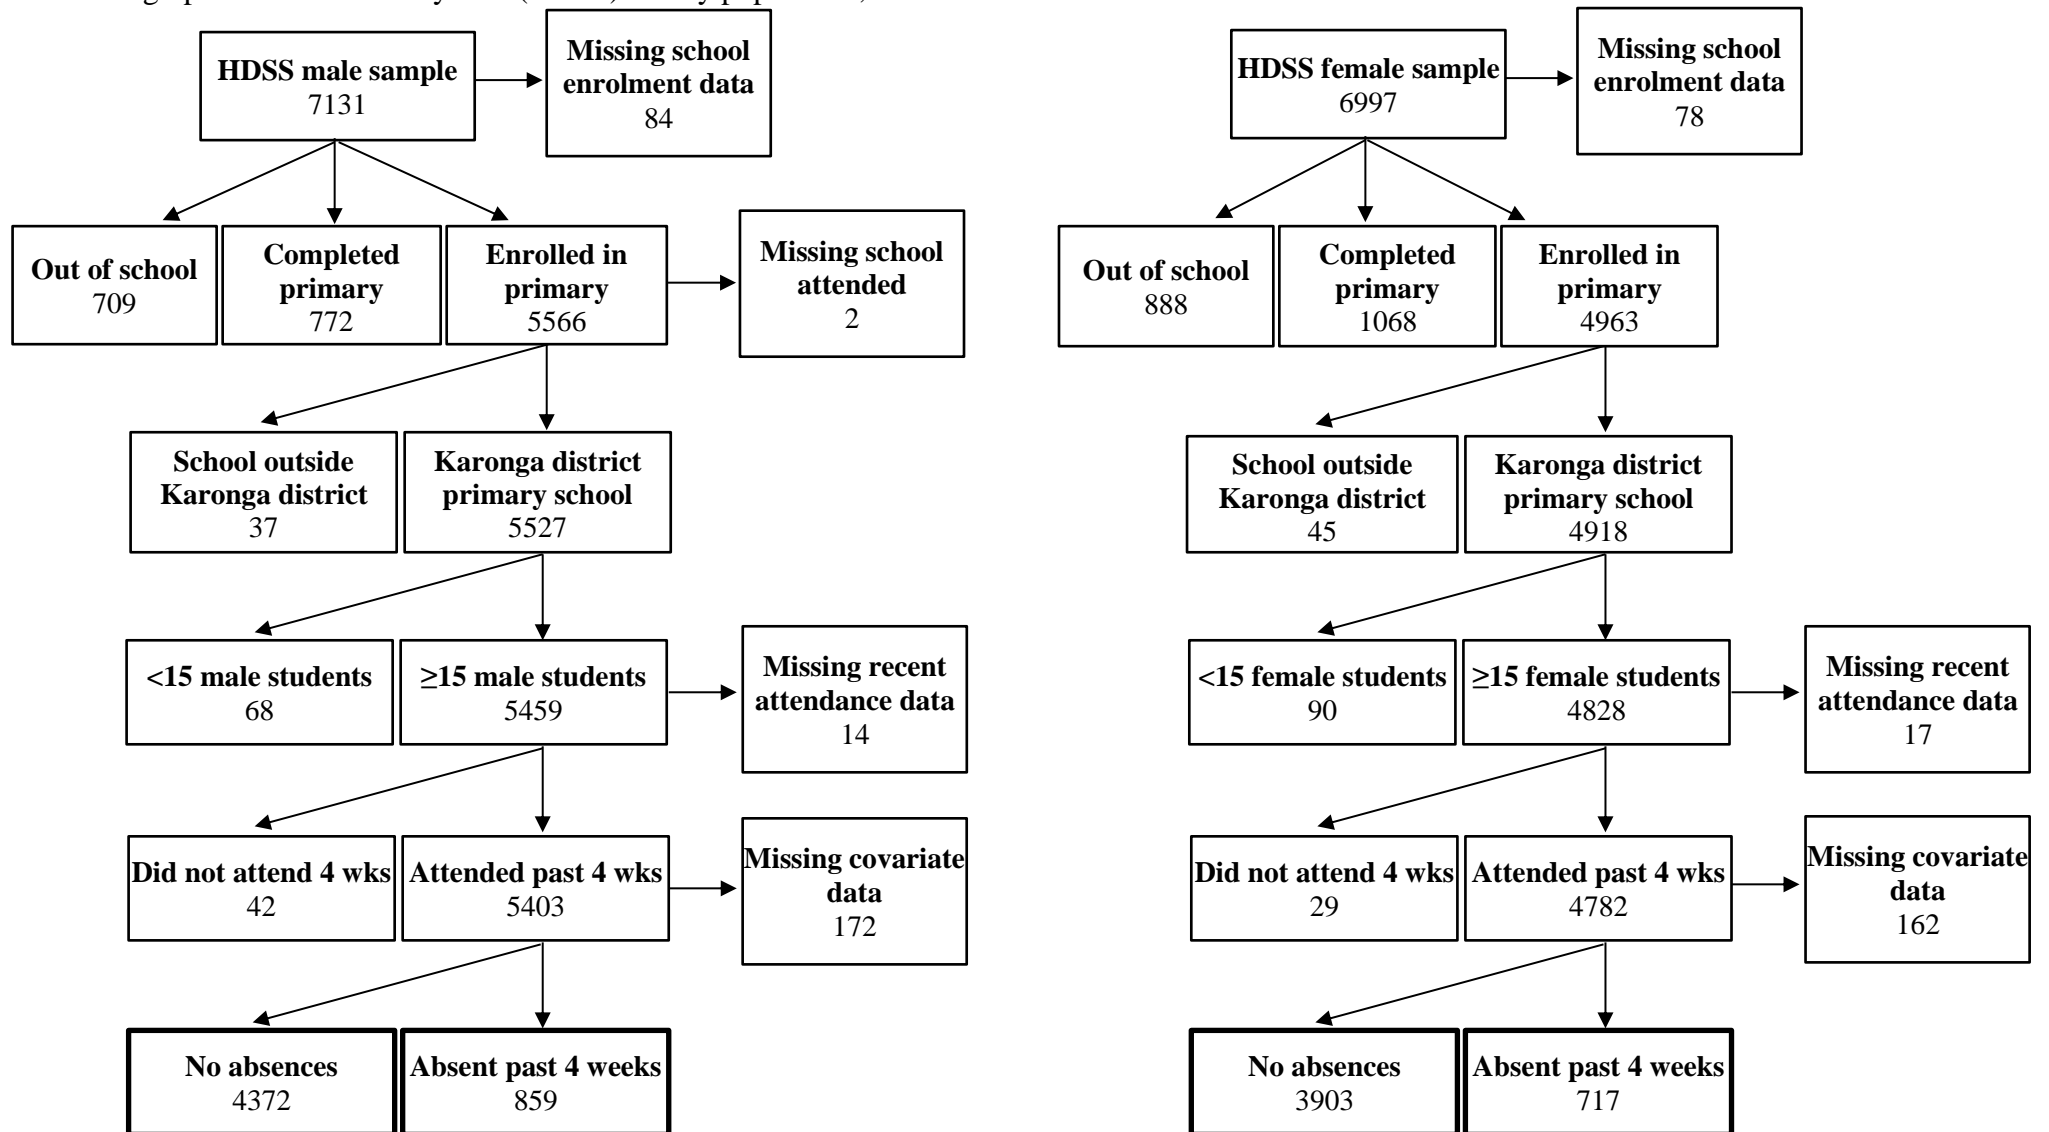 HDSS male sample
7131
Missing school
enrolment data
84
Out of school
709
Completed
primary
772
Enrolled in
primary
5566
Missing school
attended
2
School outside
Karonga district
37
Karonga district
primary school
5527
<15 male students
68
≥15 male students
5459
Missing recent
attendance data
14
Did not attend 4 wks
42
Attended past 4 wks
5403
Missing covariate
data
172
No absences
4372
Absent past 4 weeks
859
HDSS female sample
6997
Missing school
enrolment data
78
Out of school
888
Completed
primary
1068
Enrolled in
primary
4963
School outside
Karonga district
45
Karonga district
primary school
4918
<15 female students
90
≥15 female students
4828
Missing recent
attendance data
17
Did not attend 4 wks
29
Attended past 4 wks
4782
Missing covariate
data
162
No absences
3903
Absent past 4 weeks
717